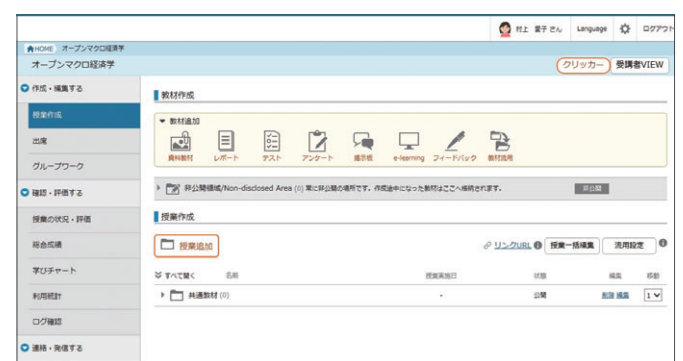 村上 愛子 さん Language ログアウト
HOME オープンマクロ経済学
オープンマクロ経済学 クリッカー 受講者VIEW
作成・編集する
教材作成
授業作成
教材追加
出席
資料教材 レポート テスト アンケート 掲示板 e-learning フィードバック 教材流用
グループワーク
非公開領域/Non-disclosed Area (0) 常に非公開の場所です。作成途中になった教材はここへ格納されます。 非公開
確認・評価する
授業の状況・評価
授業作成
総合成績
授業追加 リンクURL 授業一括編集 流用設定
学びチャート
すべて開く 名前 授業実施日 状態 編集 移動
利用統計
共通教材 (0) - 公開 削除 編集 1
ログ確認
連絡・発信する